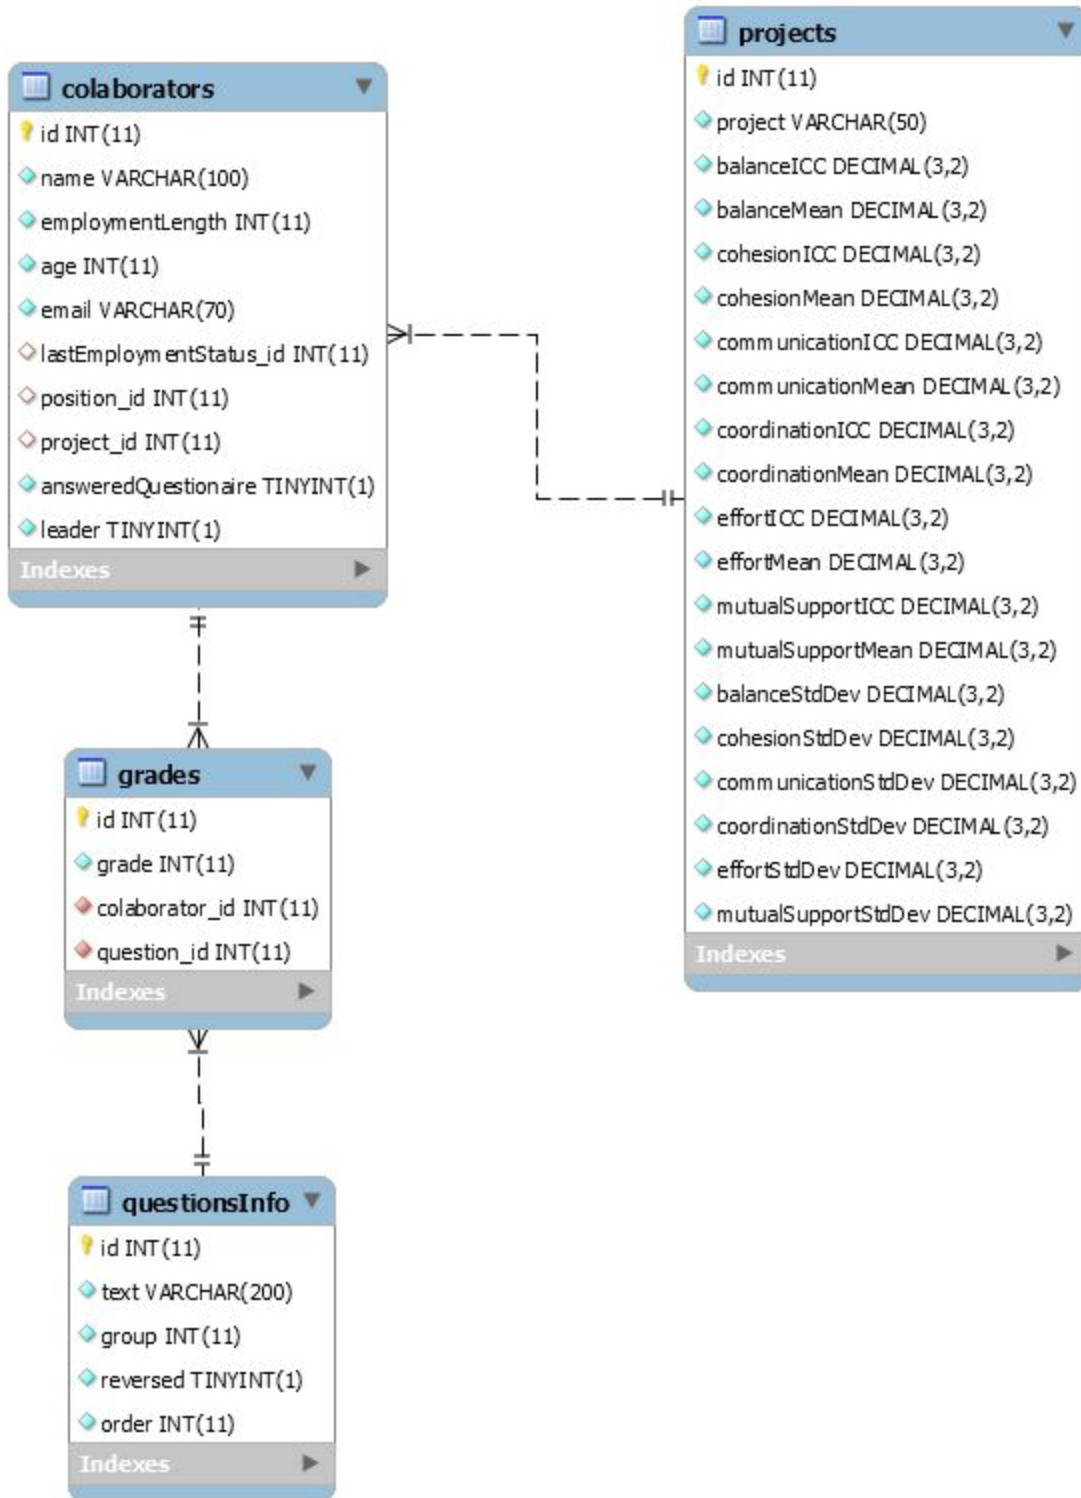 colaborators
id INT(11)
name VARCHAR(100)
employmentLength INT(11)
age INT(11)
email VARCHAR(70)
lastEmploymentStatus_id INT(11)
position_id INT(11)
project_id INT(11)
answeredQuestionaire TINYINT(1)
leader TINYINT(1)
Indexes
projects
id INT(11)
project VARCHAR(50)
balanceICC DECIMAL(3,2)
balanceMean DECIMAL(3,2)
cohesionICC DECIMAL(3,2)
cohesionMean DECIMAL(3,2)
communicationICC DECIMAL(3,2)
communicationMean DECIMAL(3,2)
coordinationICC DECIMAL(3,2)
coordinationMean DECIMAL(3,2)
effortICC DECIMAL(3,2)
effortMean DECIMAL(3,2)
mutualSupportICC DECIMAL(3,2)
mutualSupportMean DECIMAL(3,2)
balanceStdDev DECIMAL(3,2)
cohesionStdDev DECIMAL(3,2)
communicationStdDev DECIMAL(3,2)
coordinationStdDev DECIMAL(3,2)
effortStdDev DECIMAL(3,2)
mutualSupportStdDev DECIMAL(3,2)
Indexes
grades
id INT(11)
grade INT(11)
colaborator_id INT(11)
question_id INT(11)
Indexes
questionsInfo
id INT(11)
text VARCHAR(200)
group INT(11)
reversed TINYINT(1)
order INT(11)
Indexes